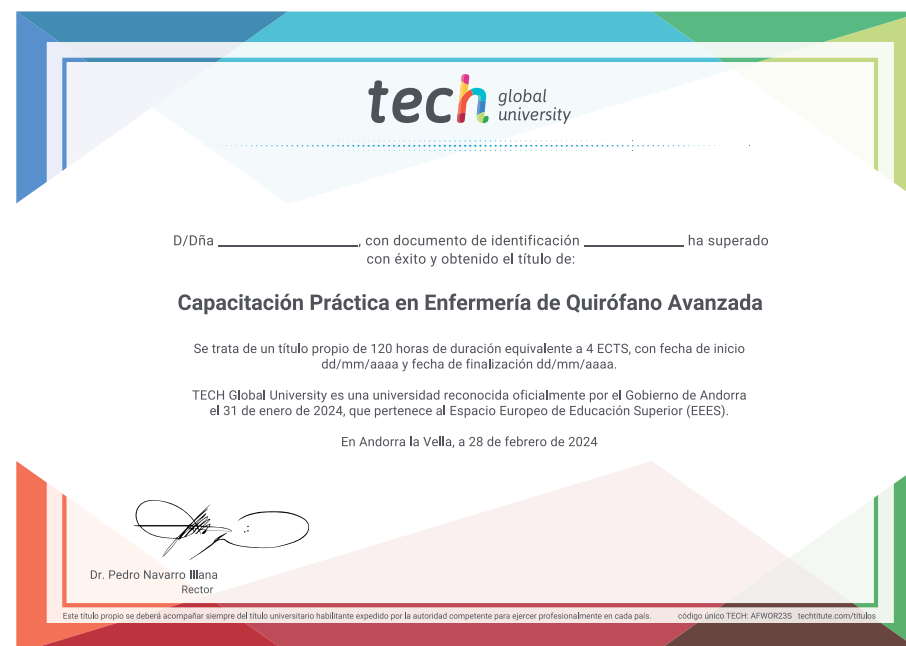 tech global university
D/Dña ____________________, con documento de identificación ______________ ha superado
con éxito y obtenido el título de:
Capacitación Práctica en Enfermería de Quirófano Avanzada
Se trata de un título propio de 120 horas de duración equivalente a 4 ECTS, con fecha de inicio
dd/mm/aaaa y fecha de finalización dd/mm/aaaa.
TECH Global University es una universidad reconocida oficialmente por el Gobierno de Andorra
el 31 de enero de 2024, que pertenece al Espacio Europeo de Educación Superior (EEES).
En Andorra la Vella, a 28 de febrero de 2024
Dr. Pedro Navarro Illana
Rector
Este título propio se deberá acompañar siempre del título universitario habilitante expedido por la autoridad competente para ejercer profesionalmente en cada país. código único TECH: AFWOR23S techtitute.com/titulos